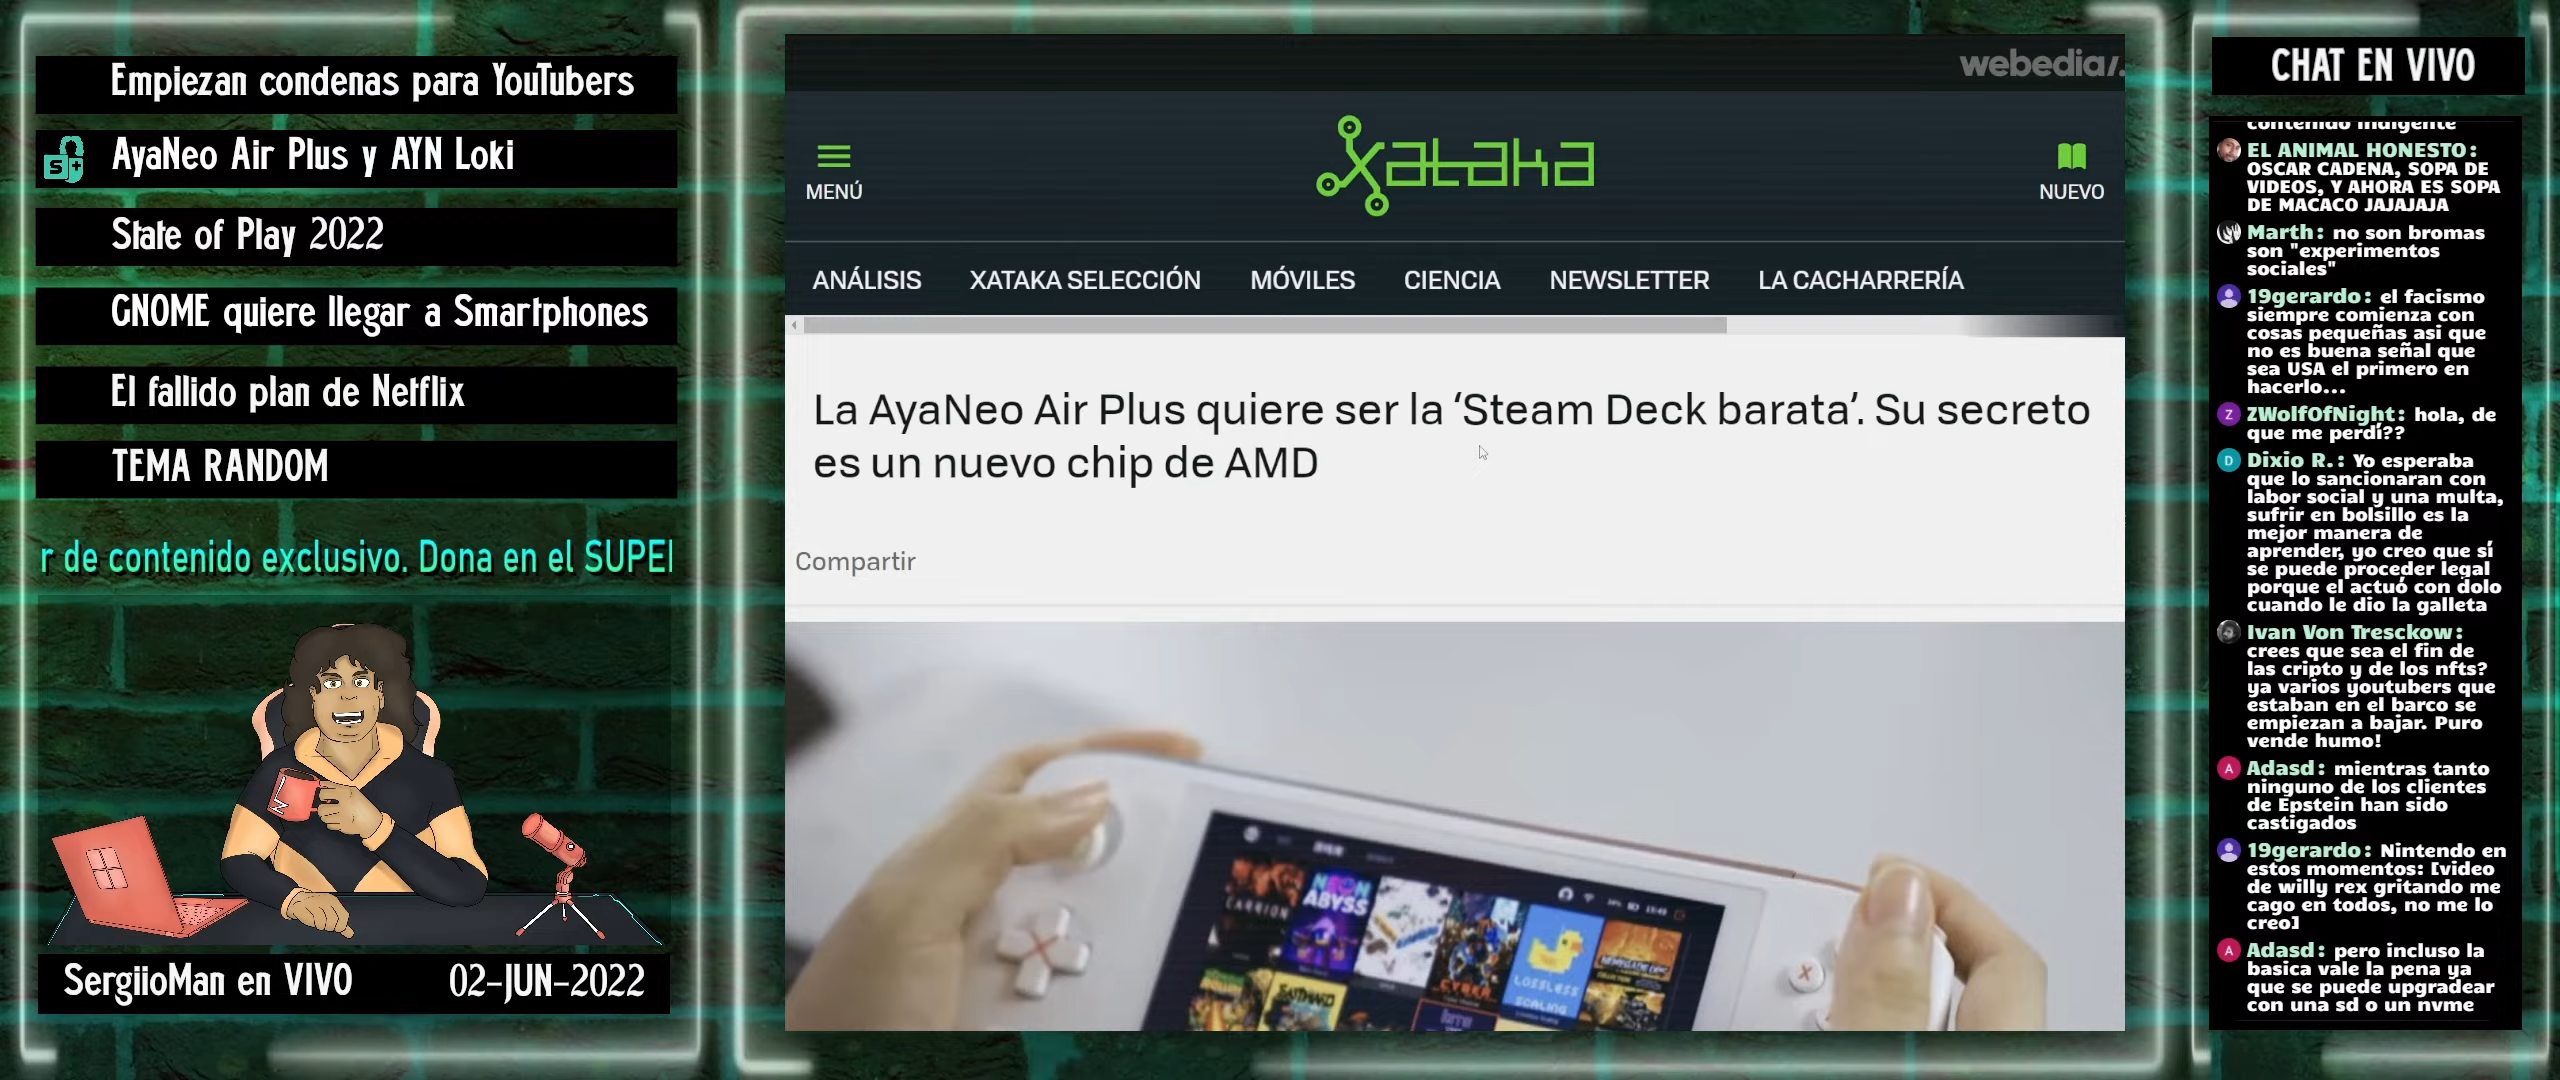 Empiezan condenas para YouTubers
AyaNeo Air Plus y AYN Loki
State of Play 2022
GNOME quiere llegar a Smartphones
El fallido plan de Netflix
TEMA RANDOM
r de contenido exclusivo. Dona en el SUPE
SergiioMan en VIVO
02-JUN-2022
webedia
MENÚ
xataka
NUEVO
ANÁLISIS
XATAKA SELECCIÓN
MÓVILES
CIENCIA
NEWSLETTER
LA CACHARRERÍA
La AyaNeo Air Plus quiere ser la ‘Steam Deck barata’. Su secreto
es un nuevo chip de AMD
Compartir
CARRION
NEON
ABYSS
LOSSLESS
SCALING
CHAT EN VIVO
contenido indigente
EL ANIMAL HONESTO:
OSCAR CADENA, SOPA DE
VIDEOS, Y AHORA ES SOPA
DE MACACO JAJAJAJA
Marth: no son bromas
son "experimentos
sociales"
19gerardo: el facismo
siempre comienza con
cosas pequeñas asi que
no es buena señal que
sea USA el primero en
hacerlo...
Z
ZWolfOfNight: hola, de
que me perdí??
D
Dixio R.: Yo esperaba
que lo sancionaran con
labor social y una multa,
sufrir en bolsillo es la
mejor manera de
aprender, yo creo que sí
se puede proceder legal
porque el actuó con dolo
cuando le dio la galleta
Ivan Von Tresckow:
crees que sea el fin de
las cripto y de los nfts?
ya varios youtubers que
estaban en el barco se
empiezan a bajar. Puro
vende humo!
A
Adasd: mientras tanto
ninguno de los clientes
de Epstein han sido
castigados
19gerardo: Nintendo en
estos momentos: [video
de willy rex gritando me
cago en todos, no me lo
creo]
A
Adasd: pero incluso la
basica vale la pena ya
que se puede upgradear
con una sd o un nvme